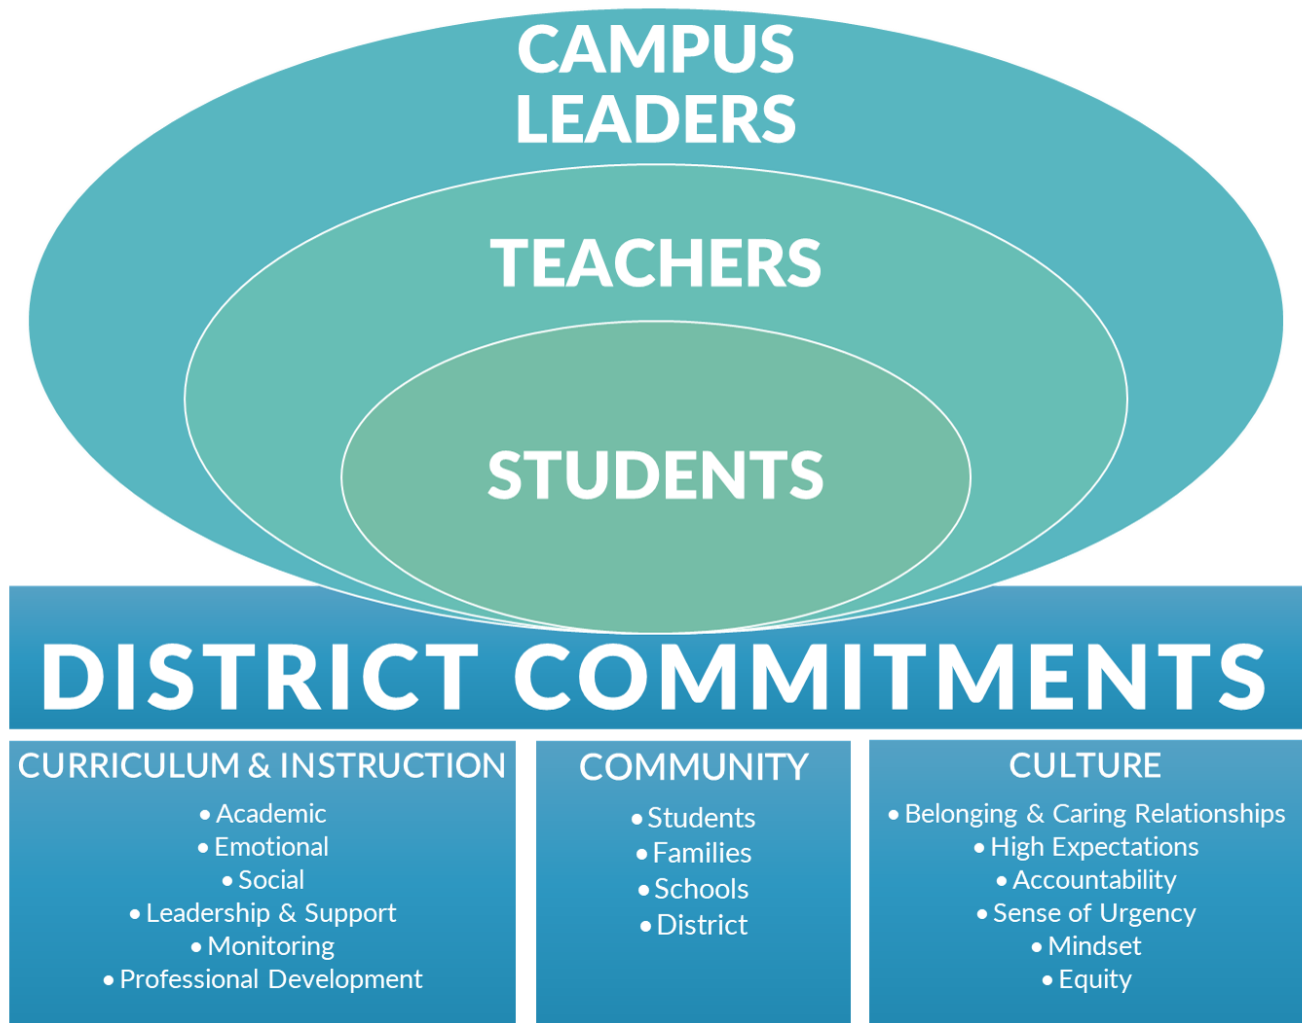 CAMPUS
LEADERS
TEACHERS
STUDENTS
DISTRICT COMMITMENTS
CURRICULUM & INSTRUCTION
• Academic
• Emotional
• Social
• Leadership & Support
• Monitoring
• Professional Development
COMMUNITY
• Students
• Families
• Schools
• District
CULTURE
• Belonging & Caring Relationships
• High Expectations
• Accountability
• Sense of Urgency
• Mindset
• Equity